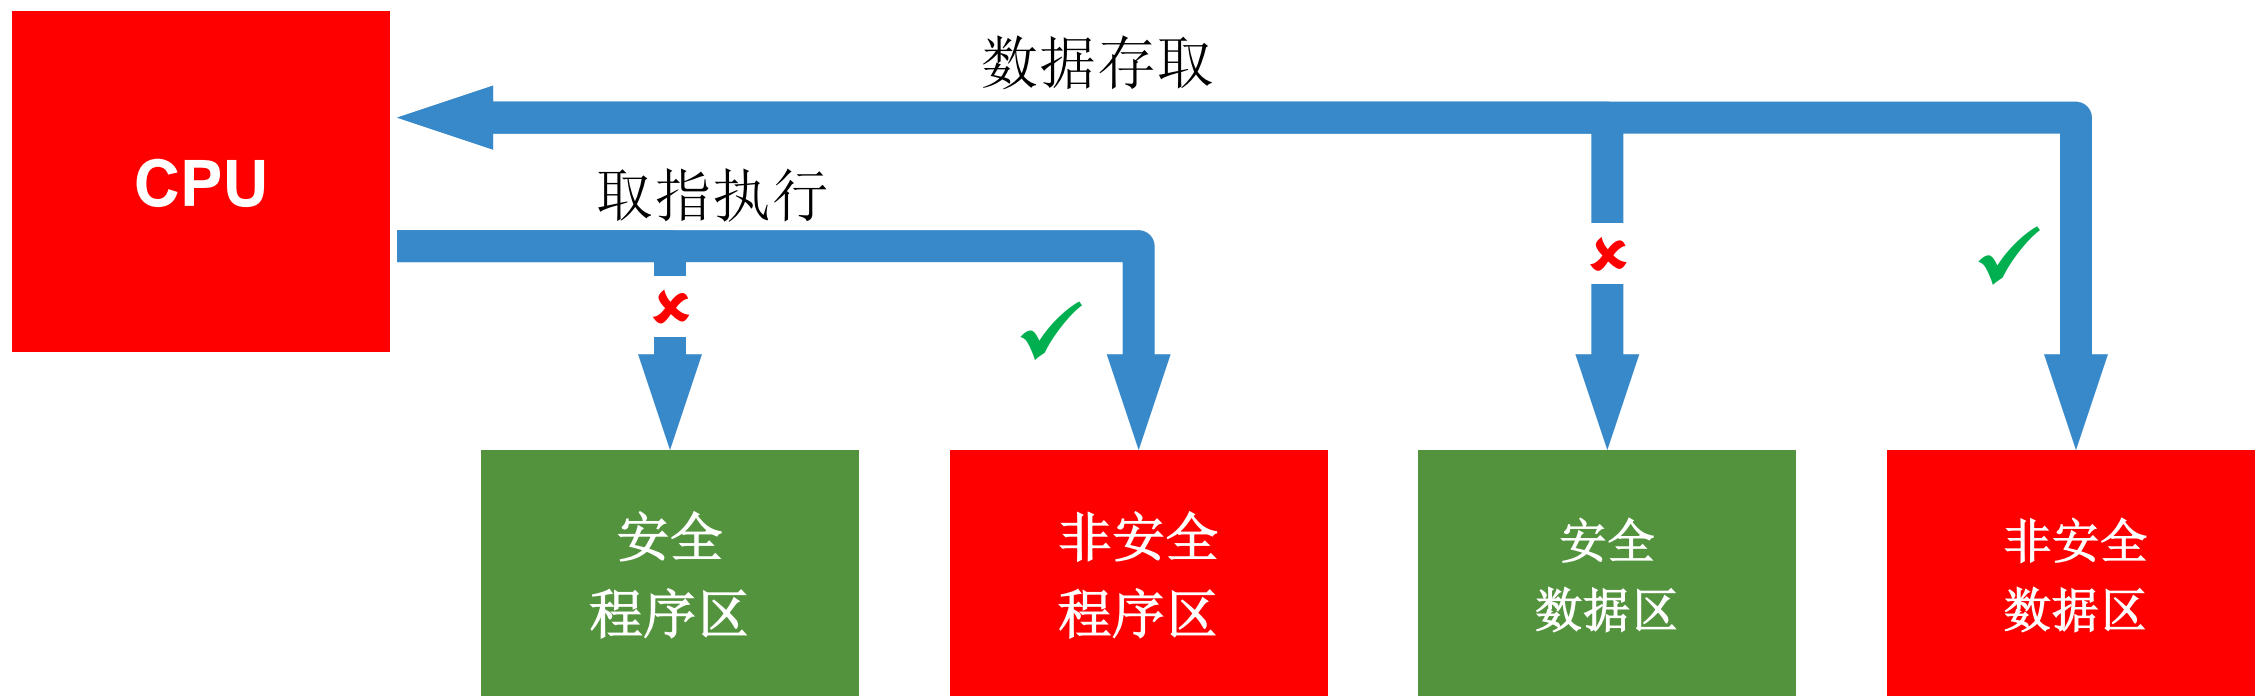 数据存取
CPU
取指执行
安全
程序区
非安全
程序区
安全
数据区
非安全
数据区